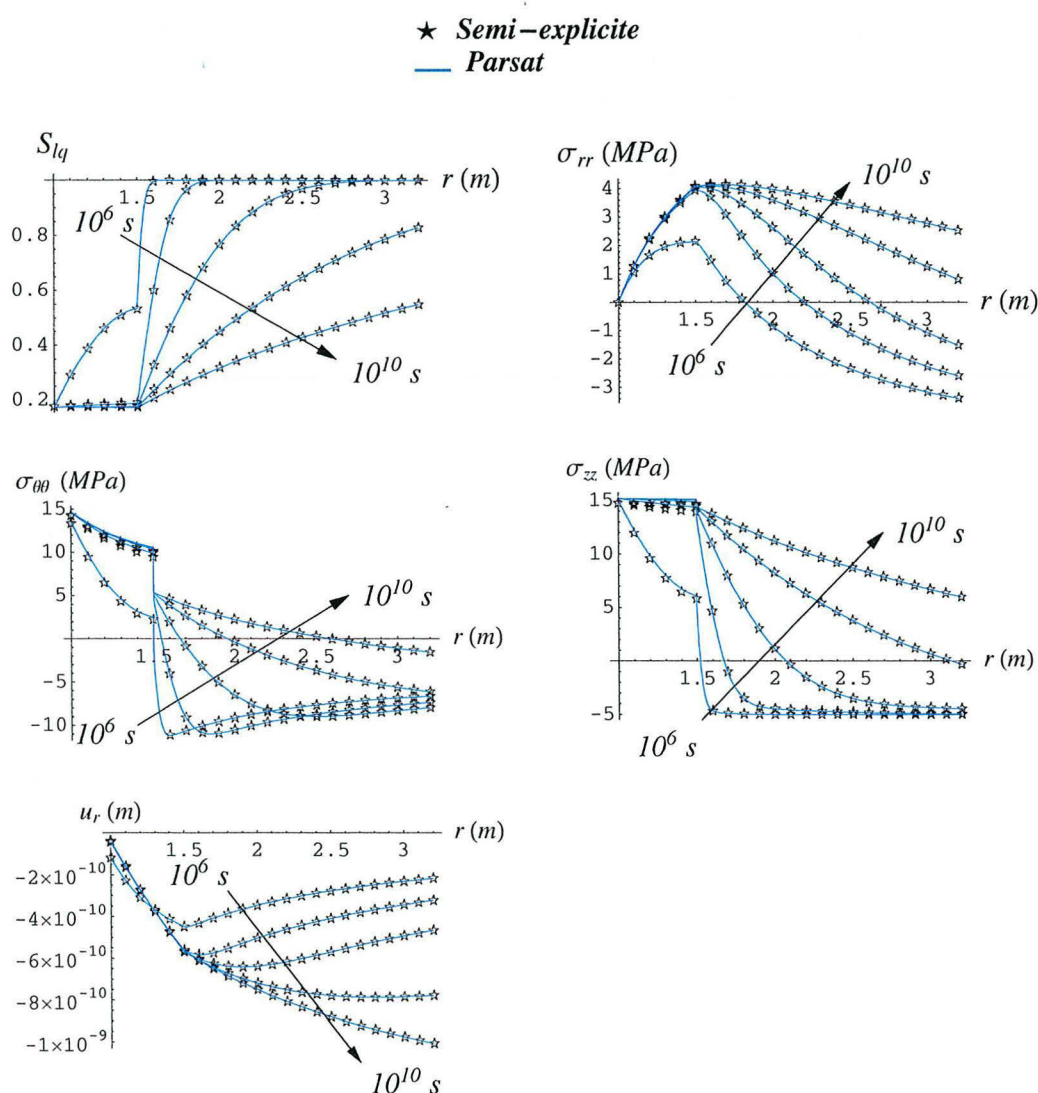 Semi-explicite
Parsat
S_lq
r (m)
1.5 2 2.5 3
10^6 s
0.8
0.6
0.4
10^10 s
0.2
σ_rr (MPa)
10^10 s
4
3
2
1
r (m)
1.5 2 2.5 3
-1
10^6 s
-2
-3
σ_θθ (MPa)
15
10
10^10 s
5
r (m)
1.5 2 2.5 3
-5
10^6 s
-10
σ_zz (MPa)
15
10^10 s
10
5
r (m)
1.5 2 2.5 3
-5
10^6 s
u_r (m)
r (m)
1.5 2 2.5 3
10^6 s
-2×10^-10
-4×10^-10
-6×10^-10
-8×10^-10
-1×10^-9
10^10 s